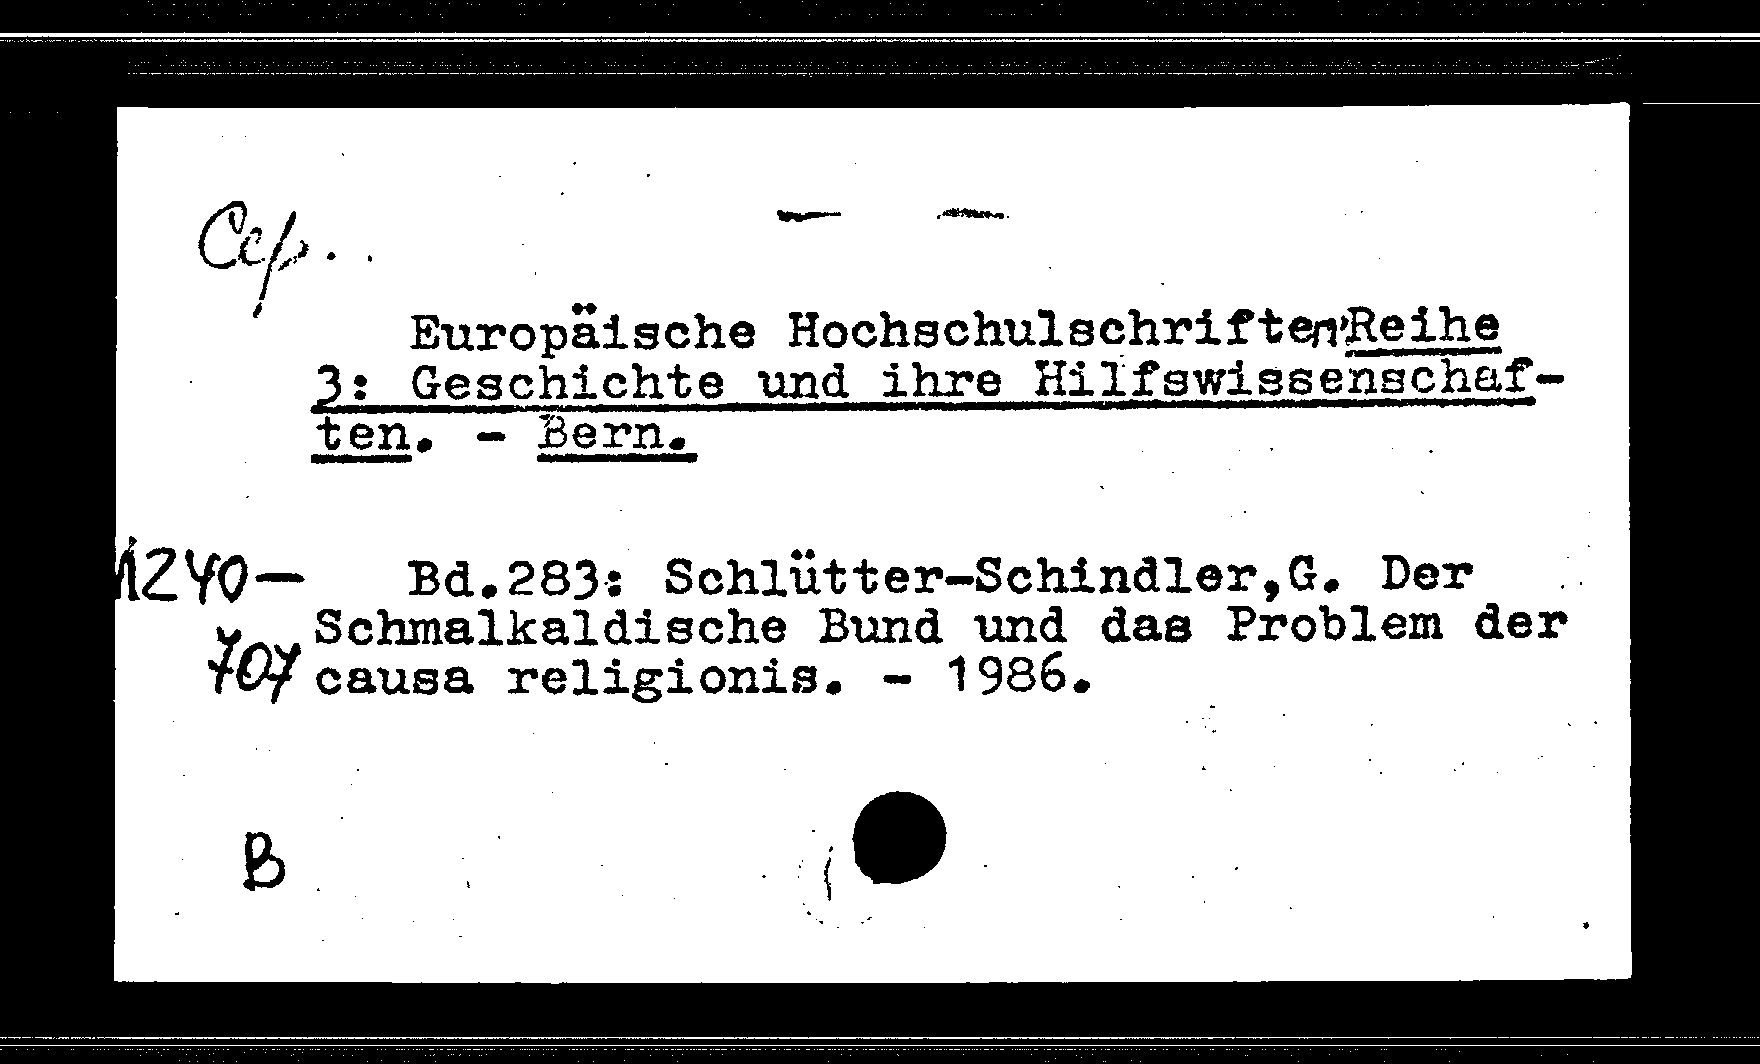 Сер.
Europäische Hochschulschriften, Reihe
3: Geschichte und ihre Hilfswissenschaf-
ten. - Bern.
И240- Bd.283: Schlütter-Schindler,G. Der
707 Schmalkaldische Bund und das Problem der
causa religionis. - 1986.
В